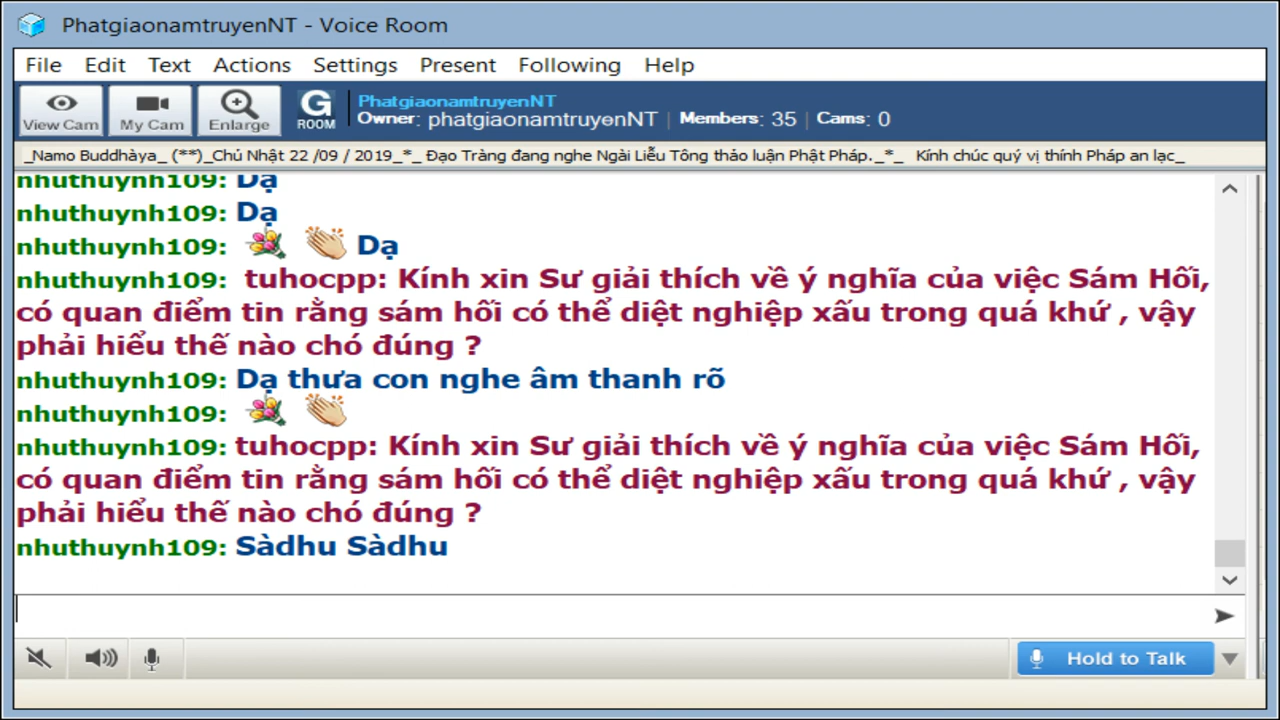 PhatgiaonamtruyenNT - Voice Room
File Edit Text Actions Settings Present Following Help
View Cam My Cam Enlarge G ROOM PhatgiaonamtruyenNT
Owner: phatgiaonamtruyenNT | Members: 35 | Cams: 0
_Namo Buddhàya_ (**)_Chủ Nhật 22 /09 / 2019_*_ Đạo Tràng đang nghe Ngài Liễu Tông thảo luận Phật Pháp._*_ Kính chúc quý vị thính Pháp an lạc_
nhuthuynh109: Dạ
nhuthuynh109: Dạ
nhuthuynh109: Dạ
nhuthuynh109: tuhocpp: Kính xin Sư giải thích về ý nghĩa của việc Sám Hối,
có quan điểm tin rằng sám hối có thể diệt nghiệp xấu trong quá khứ , vậy
phải hiểu thế nào chó đúng ?
nhuthuynh109: Dạ thưa con nghe âm thanh rõ
nhuthuynh109:
nhuthuynh109: tuhocpp: Kính xin Sư giải thích về ý nghĩa của việc Sám Hối,
có quan điểm tin rằng sám hối có thể diệt nghiệp xấu trong quá khứ , vậy
phải hiểu thế nào chó đúng ?
nhuthuynh109: Sàdhu Sàdhu
Hold to Talk